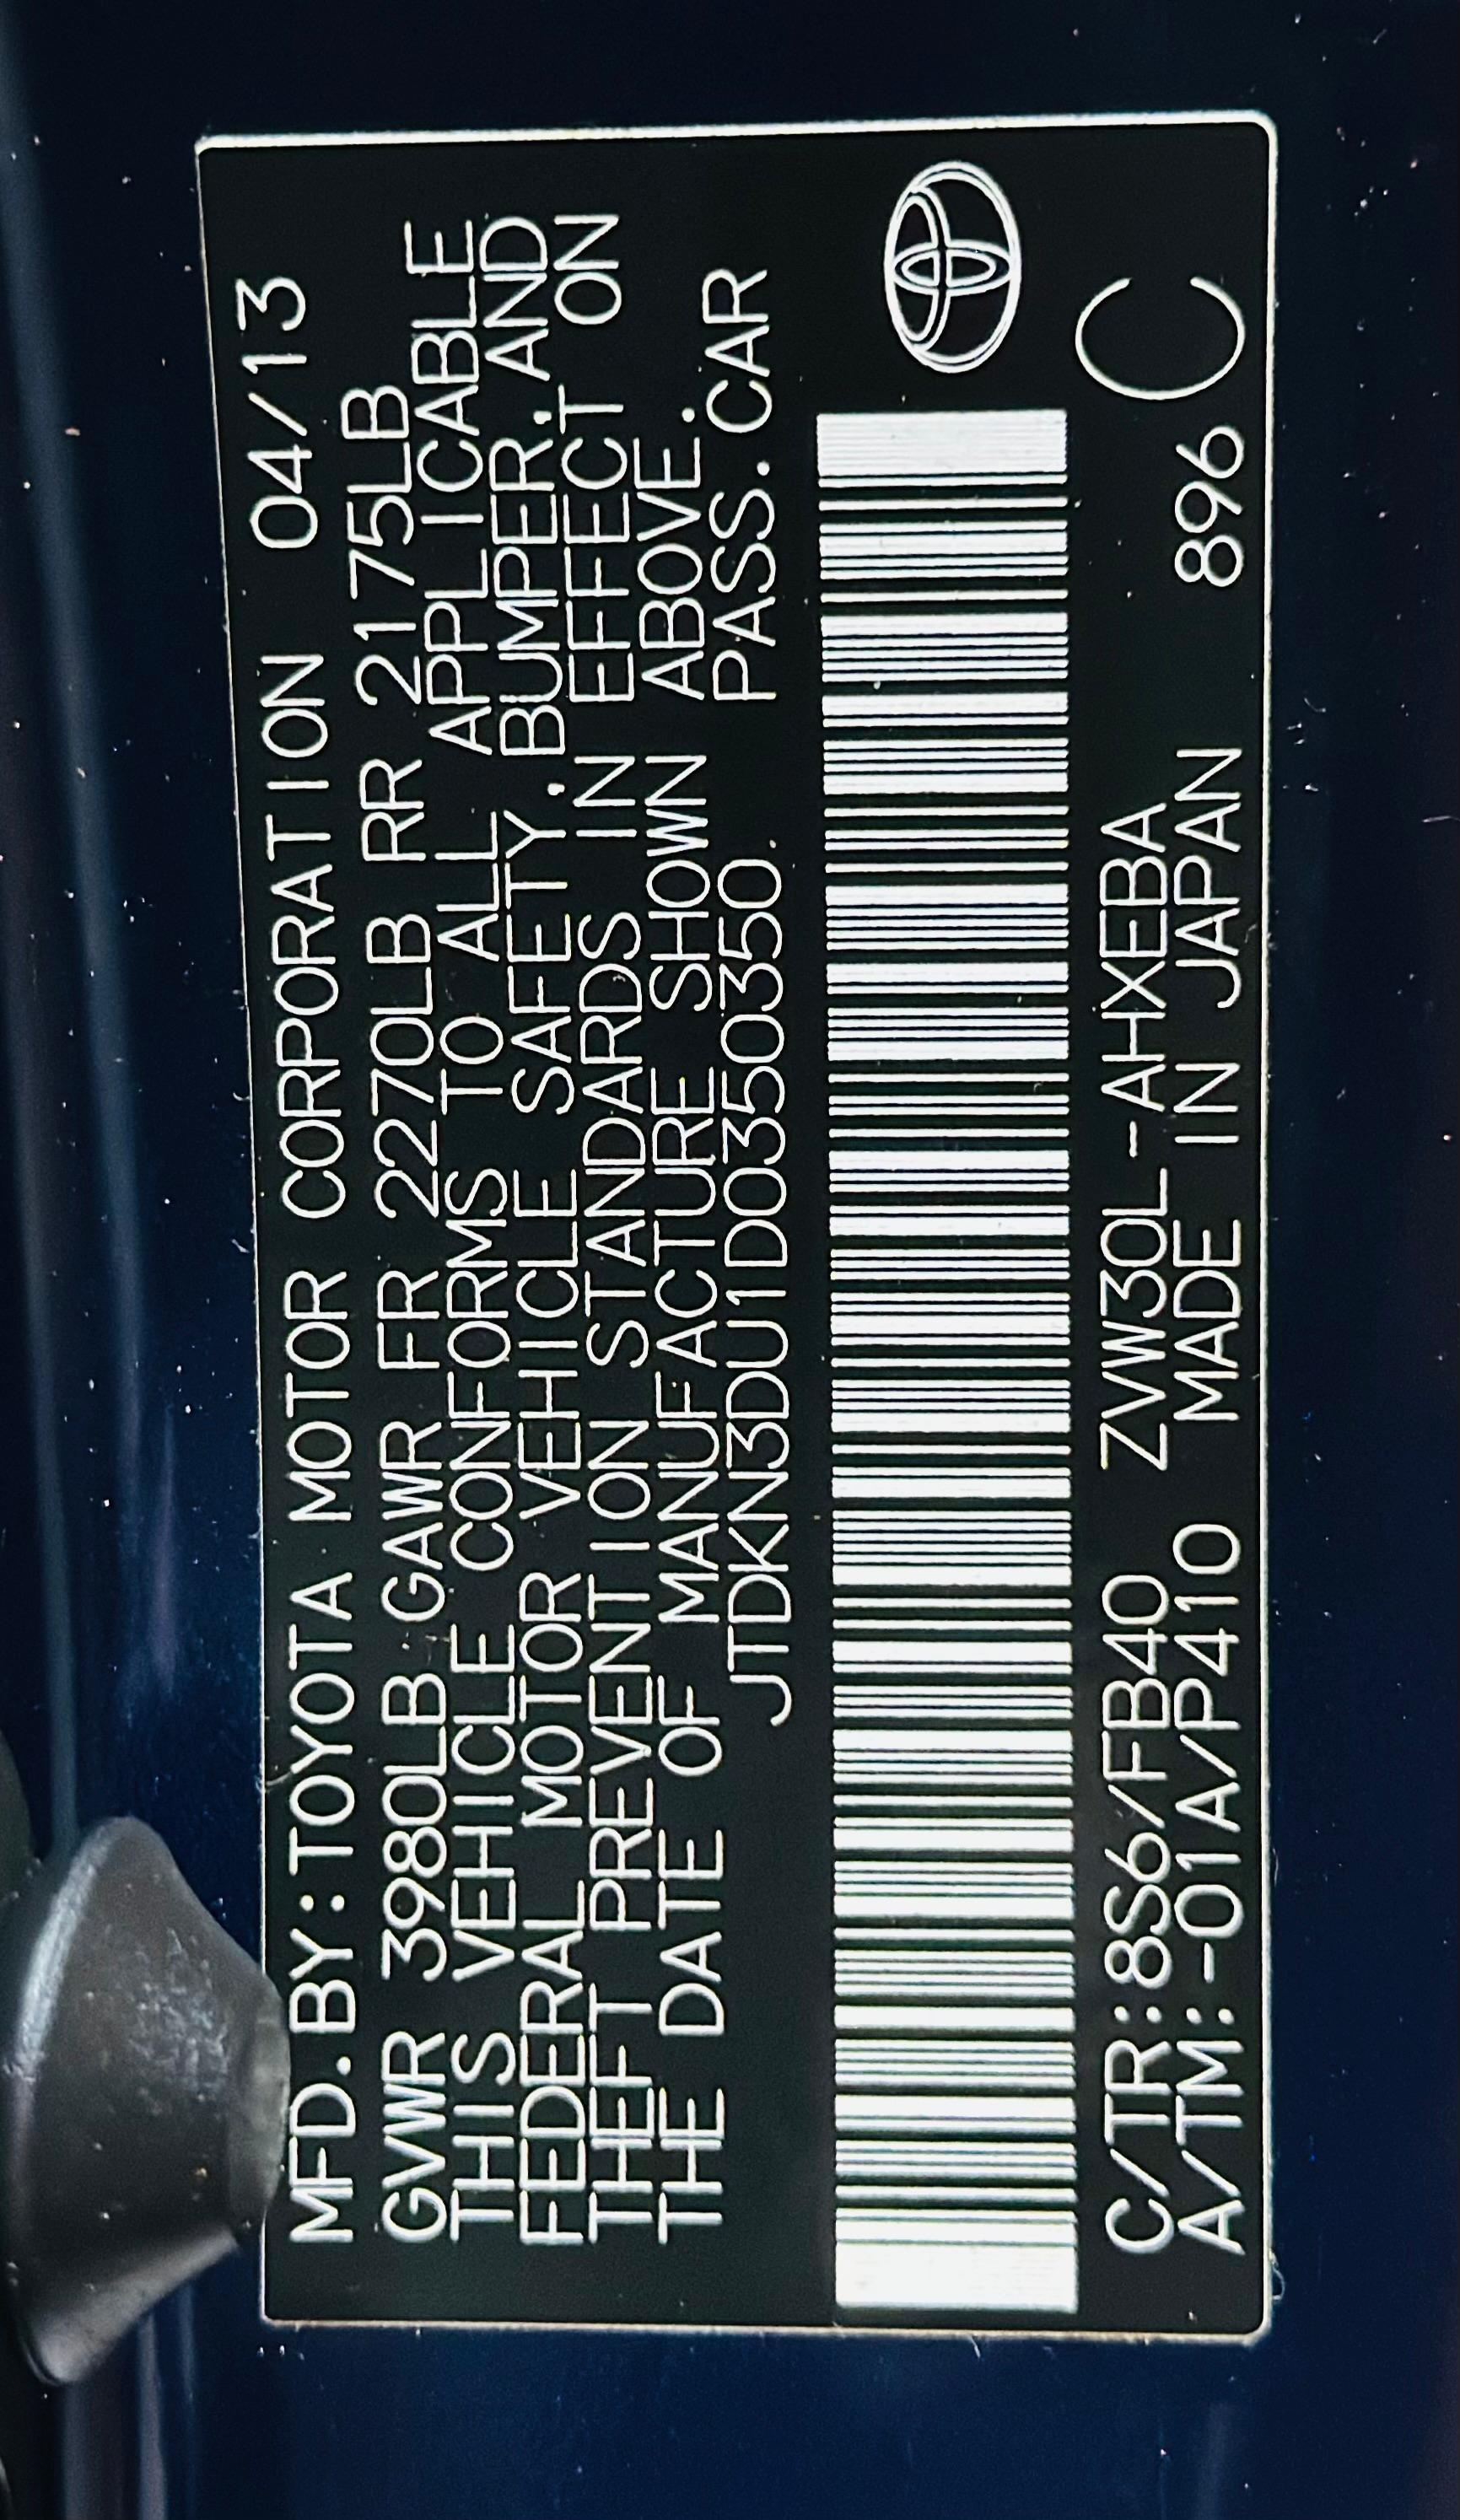 MFD.BY:TOYOTA MOTOR CORPORATION 04/13
GVWR 3980LB GAWR FR 2270LB RR 2175LB
THIS VEHICLE CONFORMS TO ALL APPLICABLE
FEDERAL MOTOR VEHICLE SAFETY. BUMPER. AND
THEFT PREVENTION STANDARDS IN EFFECT ON
THE DATE OF MANUFACTURE SHOWN ABOVE.
JTDKN3DU1D0350350. PASS.CAR
C/TR:8S6/FB40 ZVW30L-AHXEBA
A/TM:-01A/P410 MADE IN JAPAN 896 C